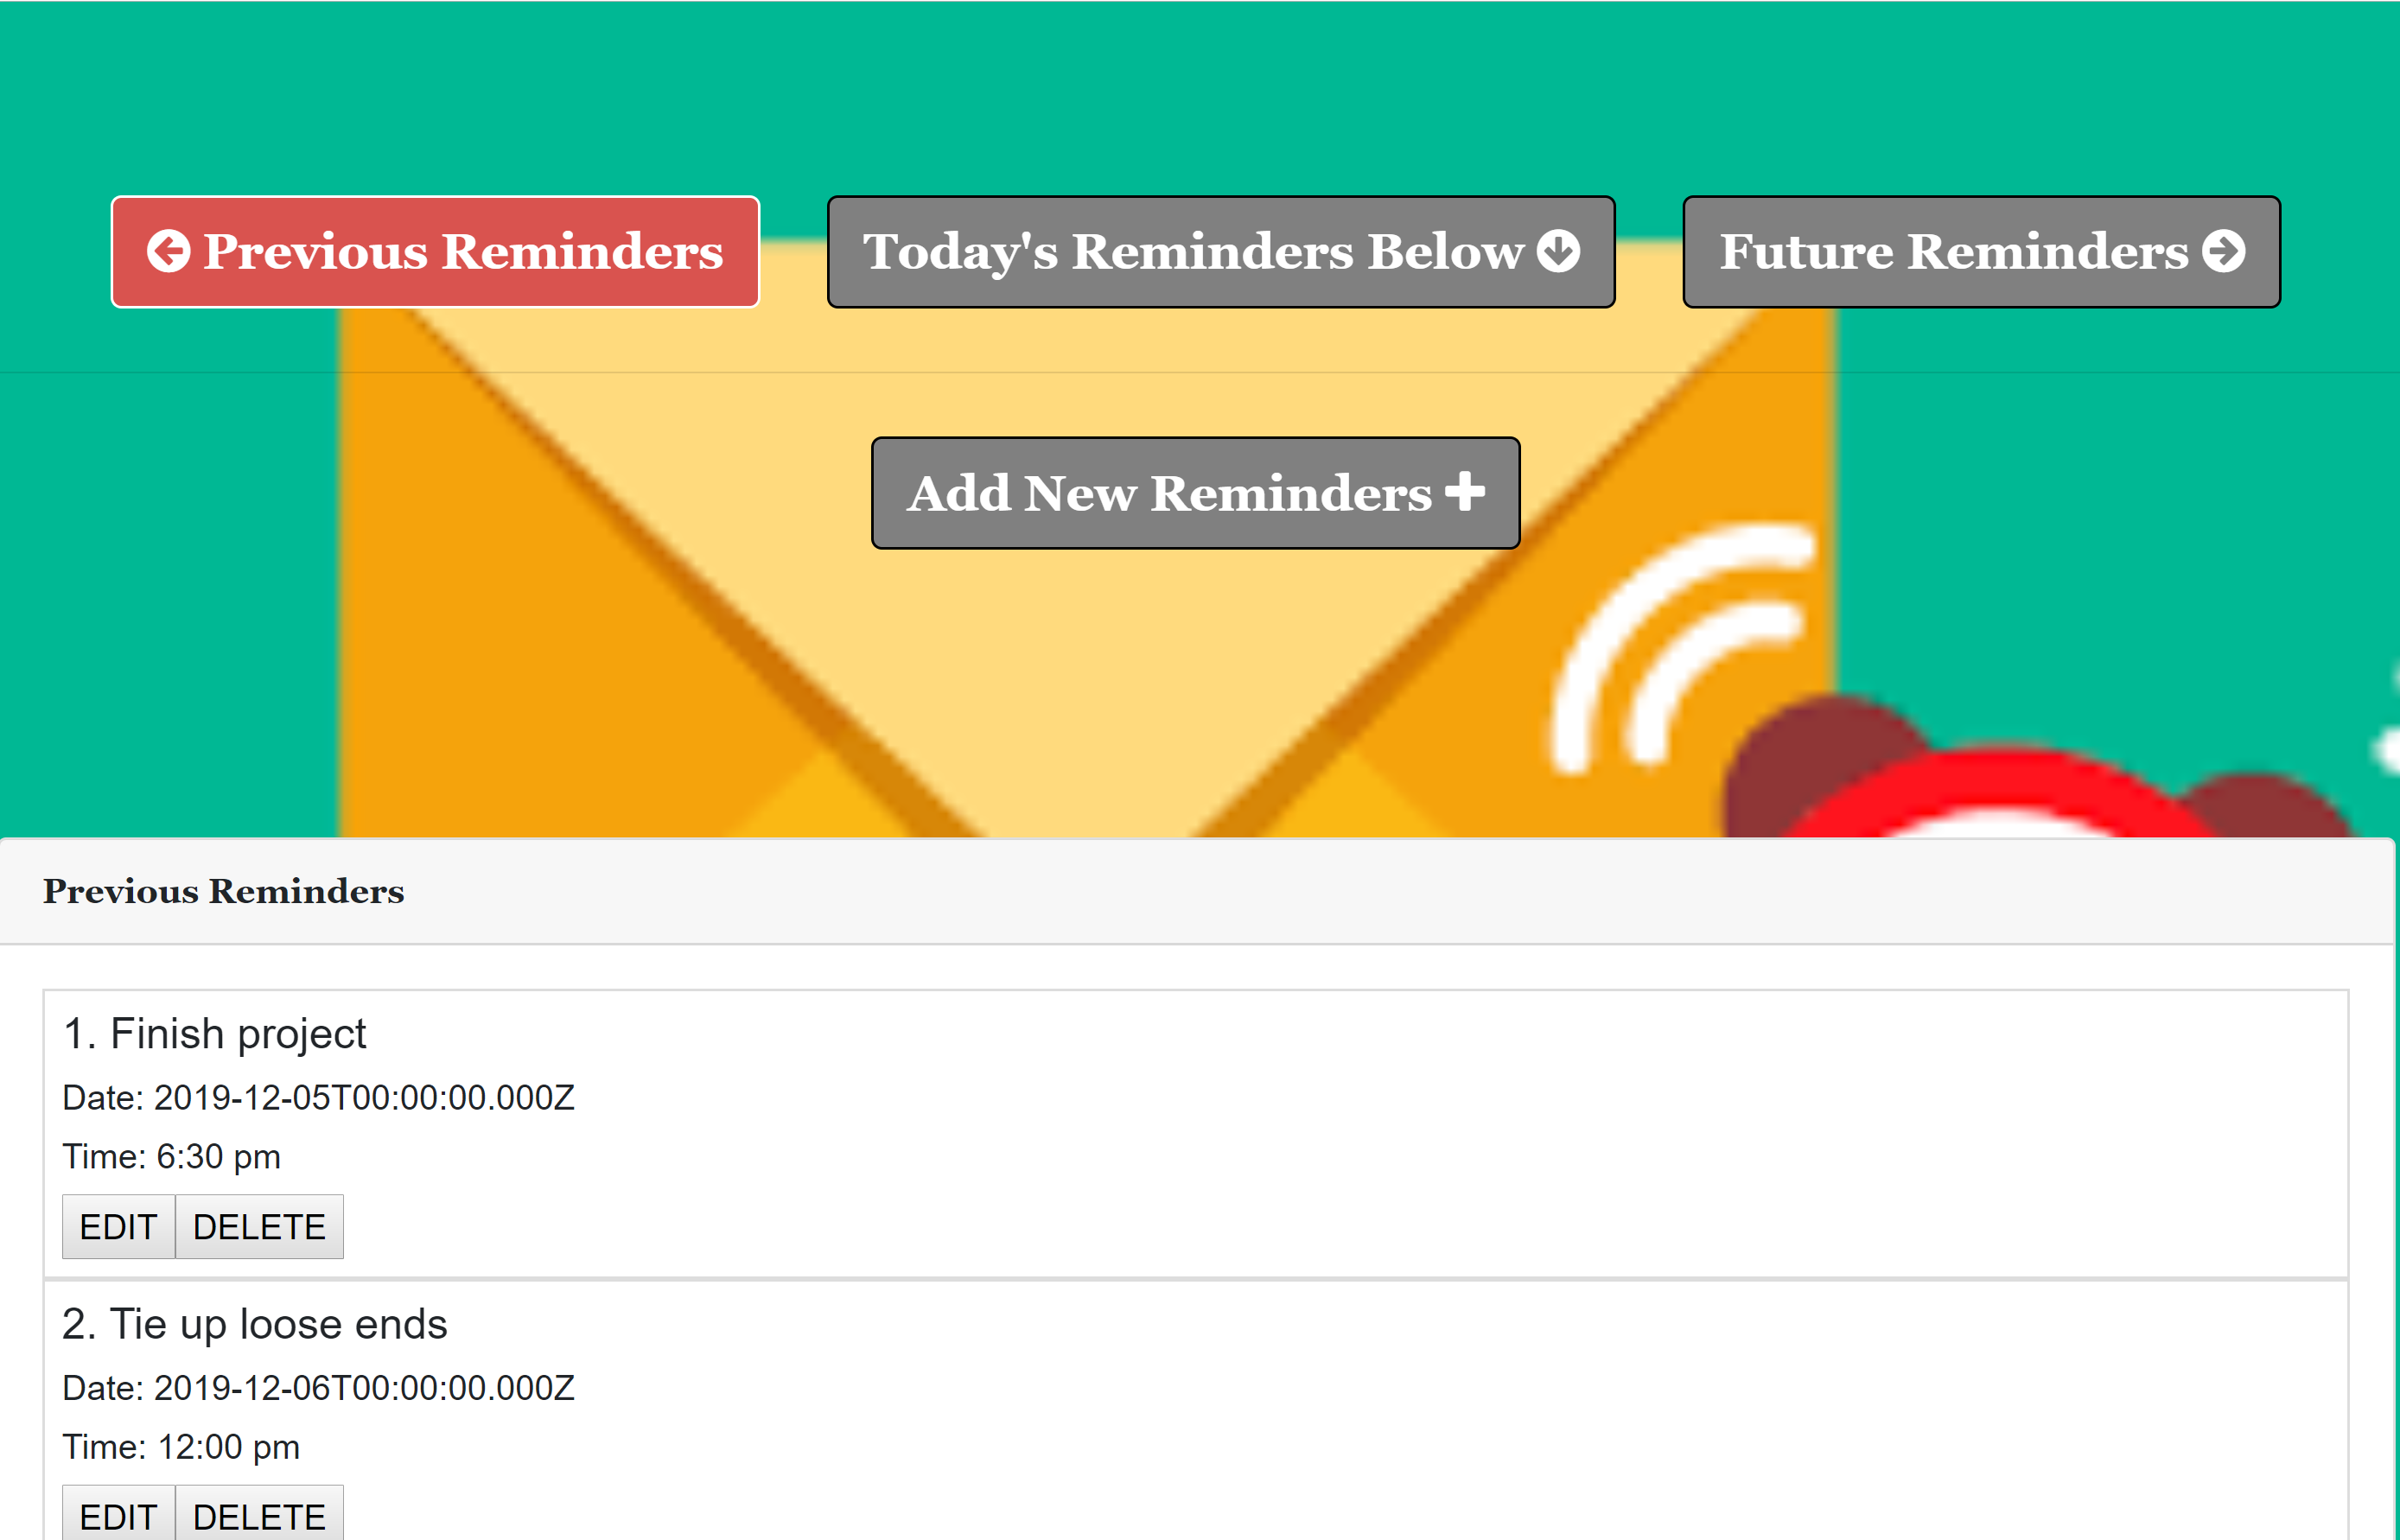 Previous Reminders
Today's Reminders Below
Future Reminders
Add New Reminders
Previous Reminders
1. Finish project
Date: 2019-12-05T00:00:00.000Z
Time: 6:30 pm
EDIT DELETE
2. Tie up loose ends
Date: 2019-12-06T00:00:00.000Z
Time: 12:00 pm
EDIT DELETE